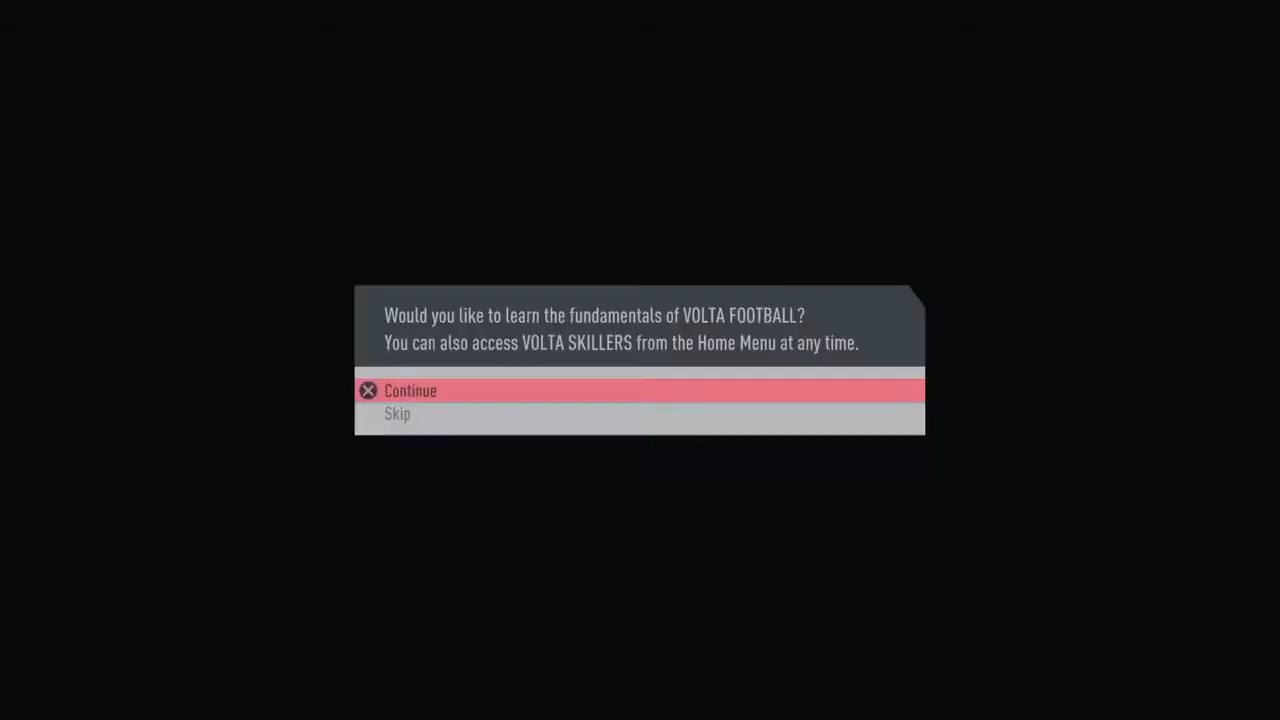 Would you like to learn the fundamentals of VOLTA FOOTBALL?
You can also access VOLTA SKILLERS from the Home Menu at any time.
Continue
Skip